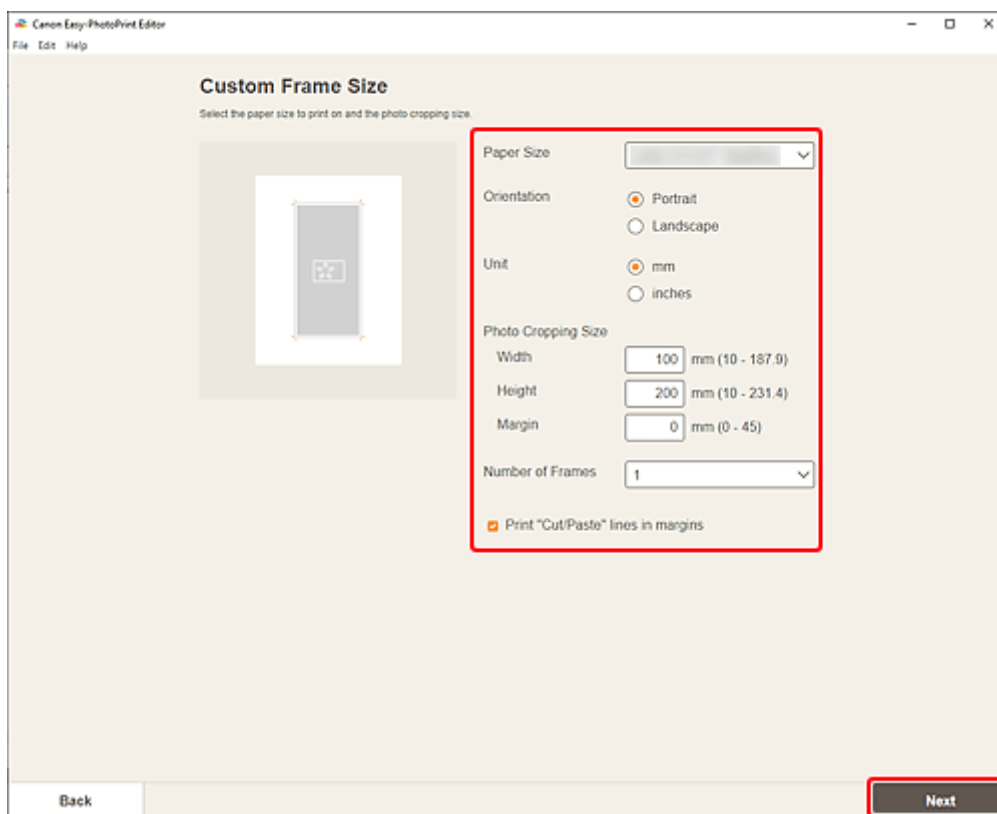 Canon Easy-PhotoPrint Editor
File Edit Help
Custom Frame Size
Select the paper size to print on and the photo cropping size.
Paper Size
Orientation
Portrait
Landscape
Unit
mm
inches
Photo Cropping Size
Width 100 mm (10 - 187.9)
Height 200 mm (10 - 231.4)
Margin 0 mm (0 - 45)
Number of Frames 1
Print "Cut/Paste" lines in margins
Back Next